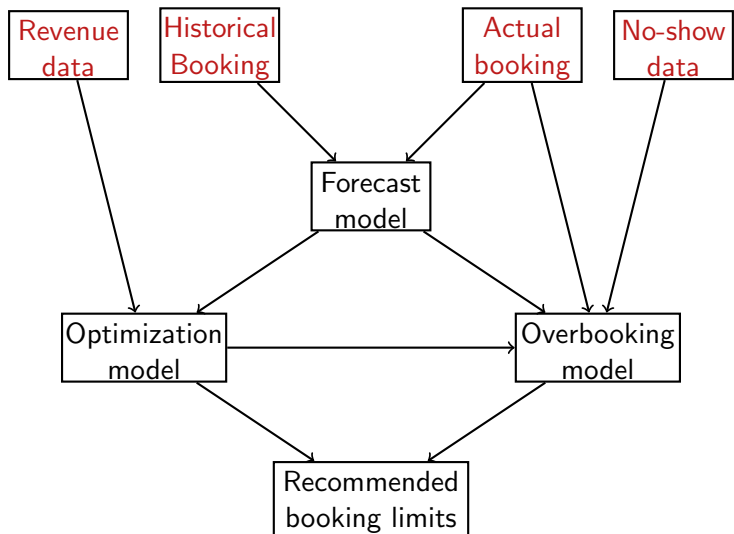 Revenue
data
Historical
Booking
Actual
booking
No-show
data
Forecast
model
Optimization
model
Overbooking
model
Recommended
booking limits